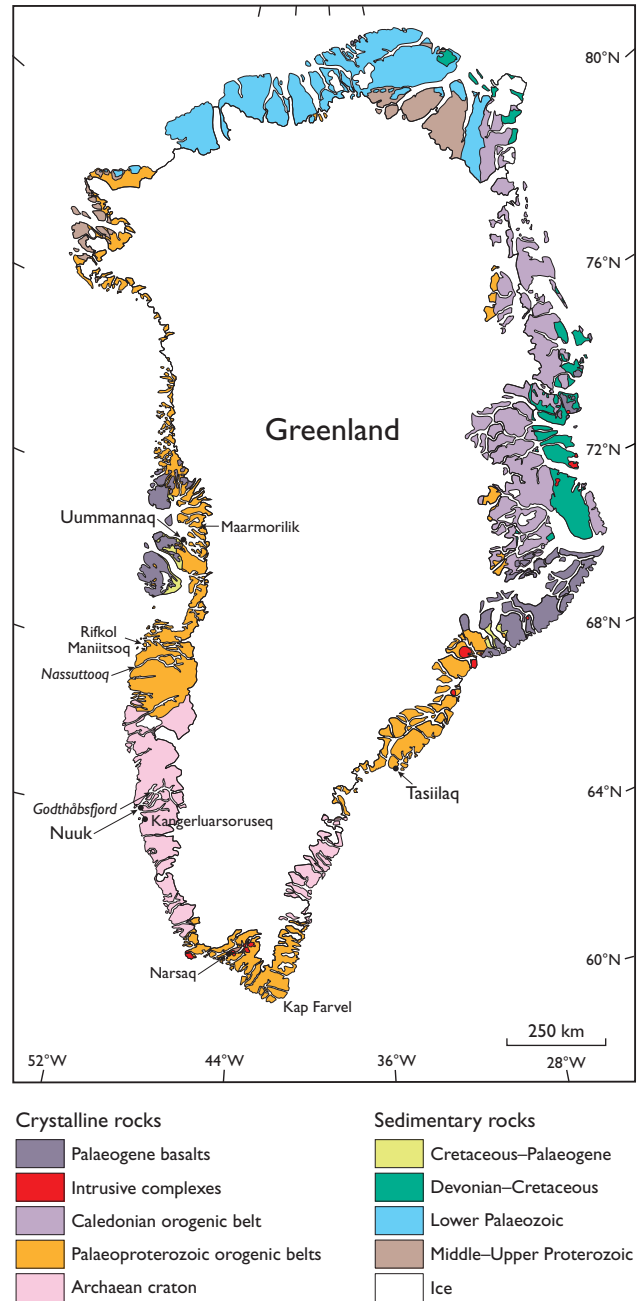 80°N
76°N
Greenland
72°N
Uummannaq
Maarmorilik
68°N
Rifkol
Maniitsoq
Nassuttooq
Tasiilaq
64°N
Godthåbsfjord
Nuuk
Kangerluarsoruseq
60°N
Narsaq
Kap Farvel
250 km
52°W
44°W
36°W
28°W
Crystalline rocks
Palaeogene basalts
Intrusive complexes
Caledonian orogenic belt
Palaeoproterozoic orogenic belts
Archaean craton
Sedimentary rocks
Cretaceous–Palaeogene
Devonian–Cretaceous
Lower Palaeozoic
Middle–Upper Proterozoic
Ice